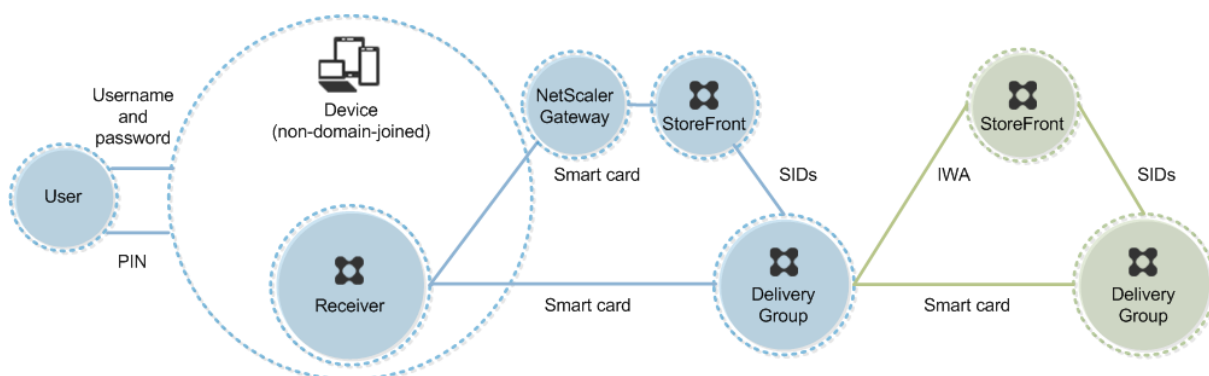 Username
and
password
User
PIN
Device
(non-domain-joined)
Receiver
NetScaler
Gateway
StoreFront
Smart card
SIDs
Smart card
Delivery
Group
IWA
StoreFront
SIDs
Smart card
Delivery
Group